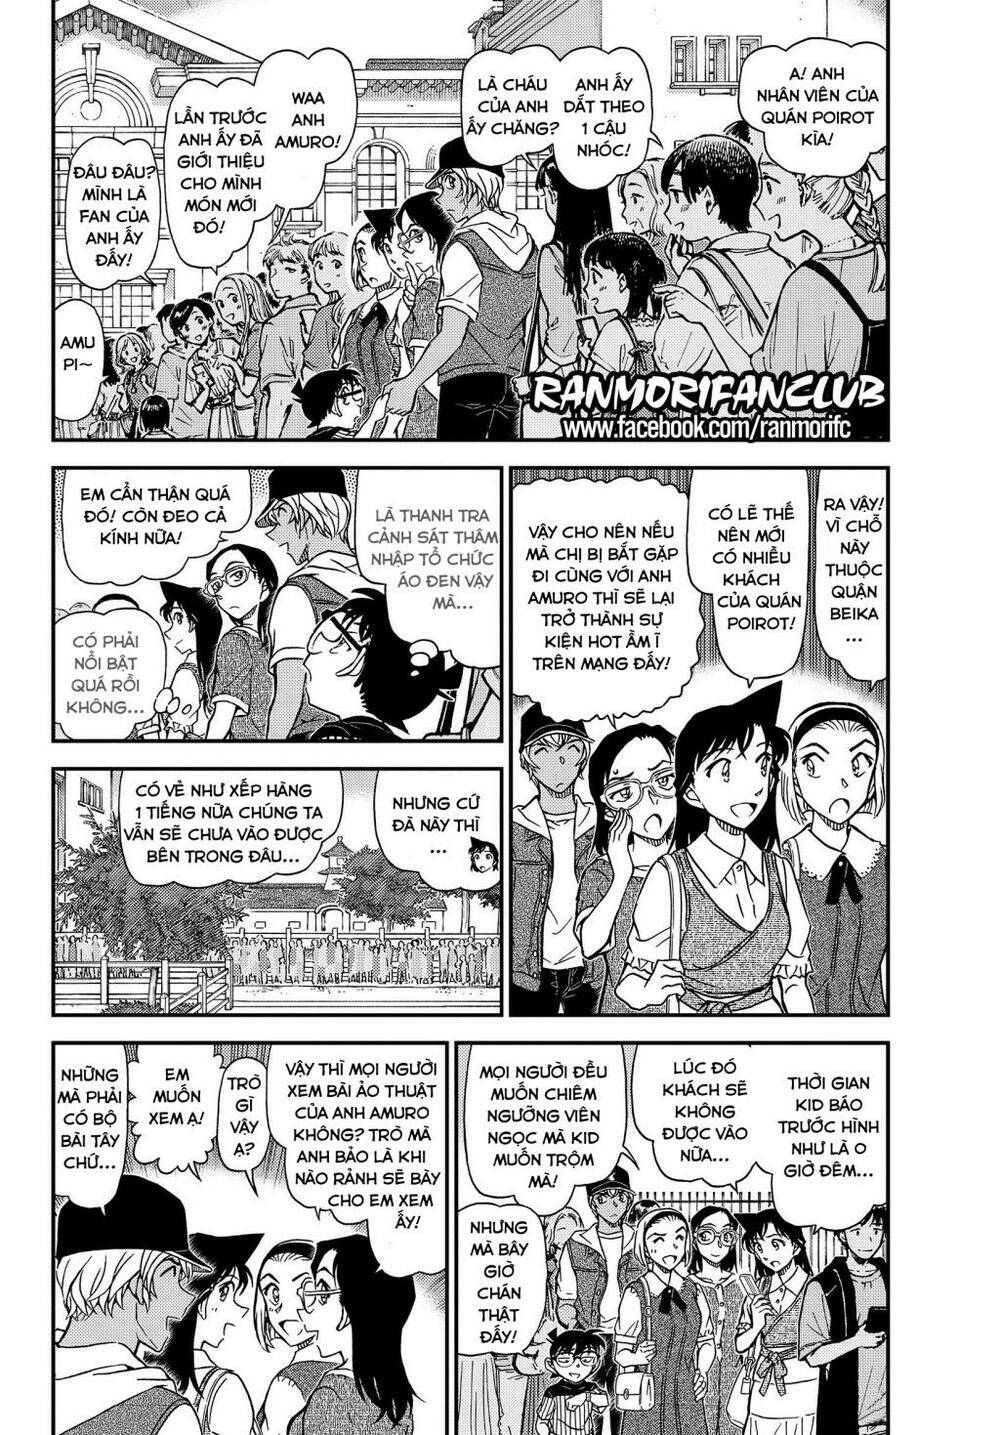 A! ANH
NHÂN VIÊN CỦA
QUÁN POIROT
KÌA!
ANH ẤY
DẮT THEO
1 CẬU
NHÓC!
LÀ CHÁU
CỦA ANH
ẤY CHĂNG?
WAA
ANH
AMURO!
LẦN TRƯỚC
ANH ẤY ĐÃ
GIỚI THIỆU
CHO MÌNH
MÓN MỚI
ĐÓ!
ĐÂU ĐÂU?
MÌNH LÀ
FAN CỦA
ANH ẤY
ĐẤY!
AMU
PI~
RANMORIFANCLUB
www.facebook.com/ranmorifc
RA VẬY!
VÌ CHỖ
NÀY
THUỘC
QUẬN
BEIKA
...
CÓ LẼ THẾ
NÊN MỚI
CÓ NHIỀU
KHÁCH
CỦA QUÁN
POIROT!
VẬY CHO NÊN NẾU
MÀ CHỊ BỊ BẮT GẶP
ĐI CÙNG VỚI ANH
AMURO THÌ SẼ LẠI
TRỞ THÀNH SỰ
KIỆN HOT ẦM Ĩ
TRÊN MẠNG ĐẤY!
LÀ THANH TRA
CẢNH SÁT THÂM
NHẬP TỔ CHỨC
ÁO ĐEN VẬY
MÀ...
EM CẨN THẬN QUÁ
ĐÓ! CÒN ĐEO CẢ
KÍNH NỮA!
CÓ PHẢI
NỔI BẬT
QUÁ RỒI
KHÔNG...
NHƯNG CỨ
ĐÀ NÀY THÌ
...
CÓ VẺ NHƯ XẾP HÀNG
1 TIẾNG NỮA CHÚNG TA
VẪN SẼ CHƯA VÀO ĐƯỢC
BÊN TRONG ĐÂU...
THỜI GIAN
KID BÁO
TRƯỚC HÌNH
NHƯ LÀ 0
GIỜ ĐÊM...
LÚC ĐÓ
KHÁCH SẼ
KHÔNG
ĐƯỢC VÀO
NỮA...
MỌI NGƯỜI ĐỀU
MUỐN CHIÊM
NGƯỠNG VIÊN
NGỌC MÀ KID
MUỐN TRỘM
MÀ!
NHƯNG
MÀ BÂY
GIỜ
CHÁN
THẬT
ĐẤY!
VẬY THÌ MỌI NGƯỜI
XEM BÀI ẢO THUẬT
CỦA ANH AMURO
KHÔNG? TRÒ MÀ
ANH BẢO LÀ KHI
NÀO RẢNH SẼ BÀY
CHO EM XEM
ẤY!
TRÒ
GÌ
VẬY
Ạ?
EM
MUỐN
XEM Ạ!
NHỮNG
MÀ PHẢI
CÓ BỘ
BÀI TÂY
CHỨ...